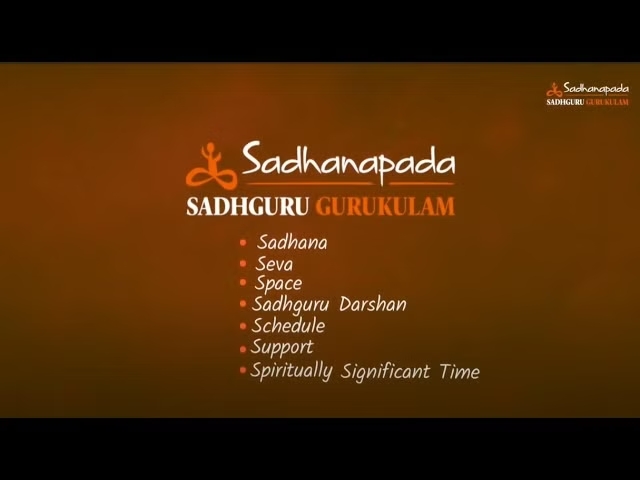 Sadhanapada
SADHGURU GURUKULAM
Sadhanapada
SADHGURU GURUKULAM
• Sadhana
• Seva
• Space
• Sadhguru Darshan
• Schedule
• Support
• Spiritually Significant Time